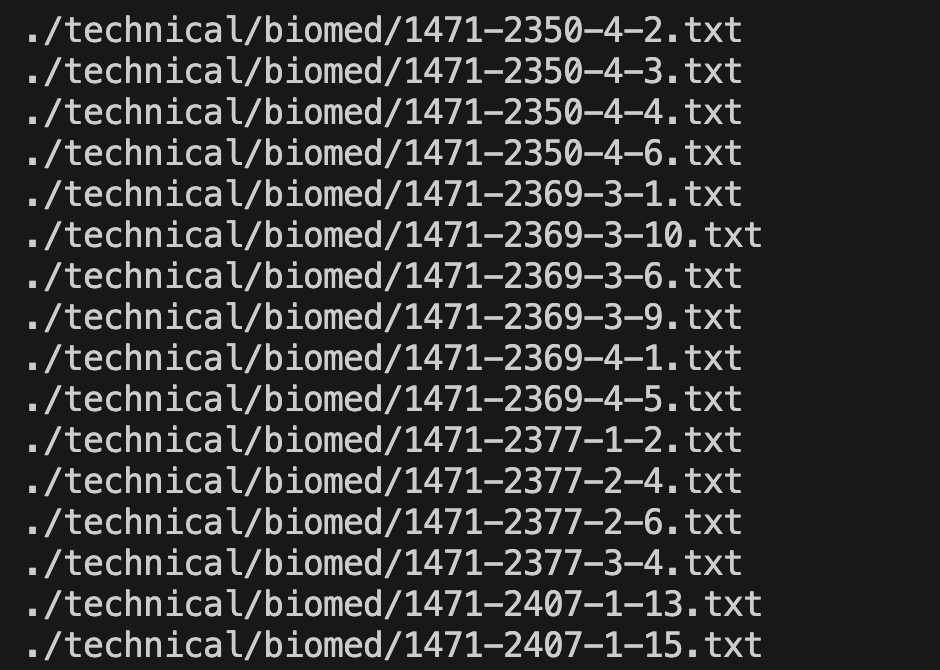 ./technical/biomed/1471-2350-4-2.txt
./technical/biomed/1471-2350-4-3.txt
./technical/biomed/1471-2350-4-4.txt
./technical/biomed/1471-2350-4-6.txt
./technical/biomed/1471-2369-3-1.txt
./technical/biomed/1471-2369-3-10.txt
./technical/biomed/1471-2369-3-6.txt
./technical/biomed/1471-2369-3-9.txt
./technical/biomed/1471-2369-4-1.txt
./technical/biomed/1471-2369-4-5.txt
./technical/biomed/1471-2377-1-2.txt
./technical/biomed/1471-2377-2-4.txt
./technical/biomed/1471-2377-2-6.txt
./technical/biomed/1471-2377-3-4.txt
./technical/biomed/1471-2407-1-13.txt
./technical/biomed/1471-2407-1-15.txt